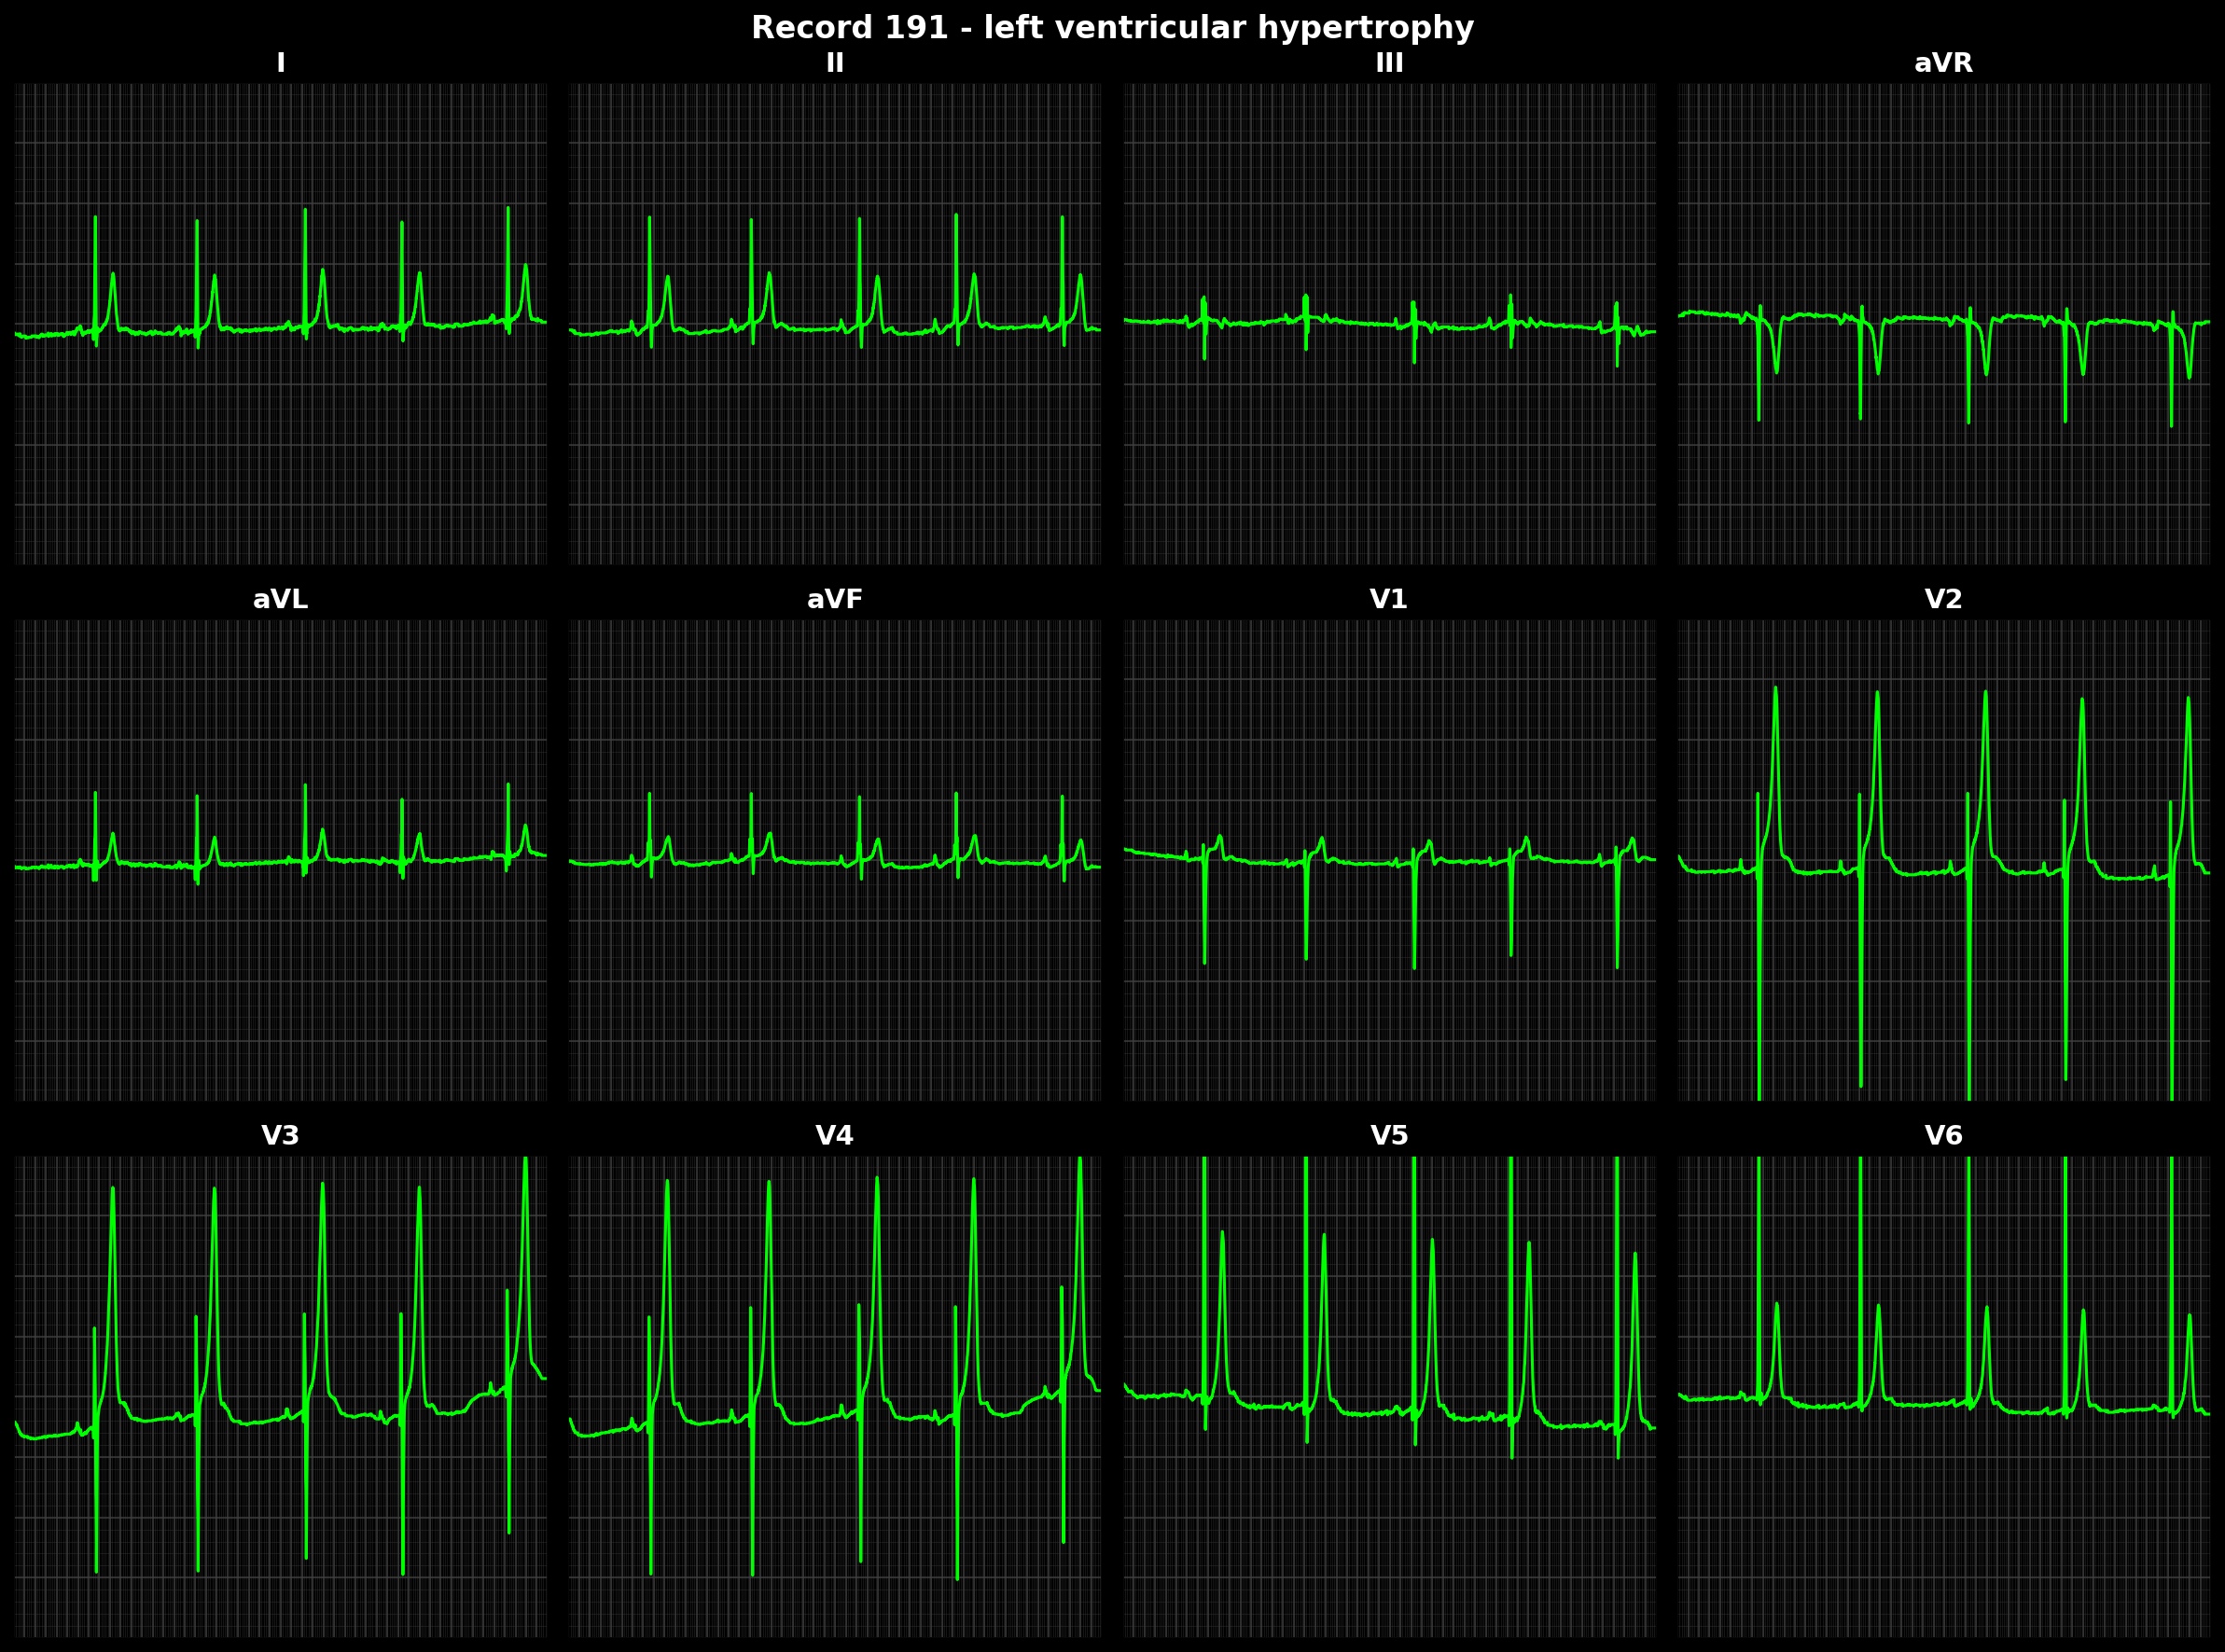 Record 191 - left ventricular hypertrophy
I II III aVR
aVL aVF V1 V2
V3 V4 V5 V6